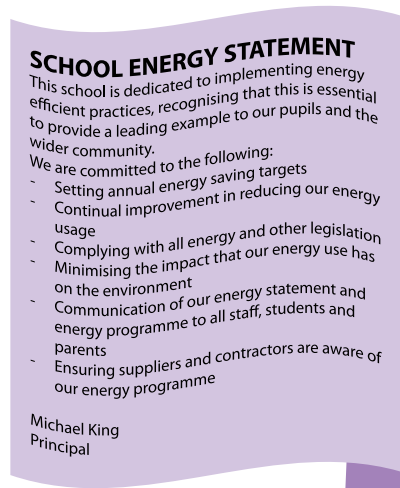 SCHOOL ENERGY STATEMENT
This school is dedicated to implementing energy
efficient practices, recognising that this is essential
to provide a leading example to our pupils and the
wider community.
We are committed to the following:
- Setting annual energy saving targets
- Continual improvement in reducing our energy
usage
- Complying with all energy and other legislation
- Minimising the impact that our energy use has
on the environment
- Communication of our energy statement and
energy programme to all staff, students and
parents
- Ensuring suppliers and contractors are aware of
our energy programme
Michael King
Principal